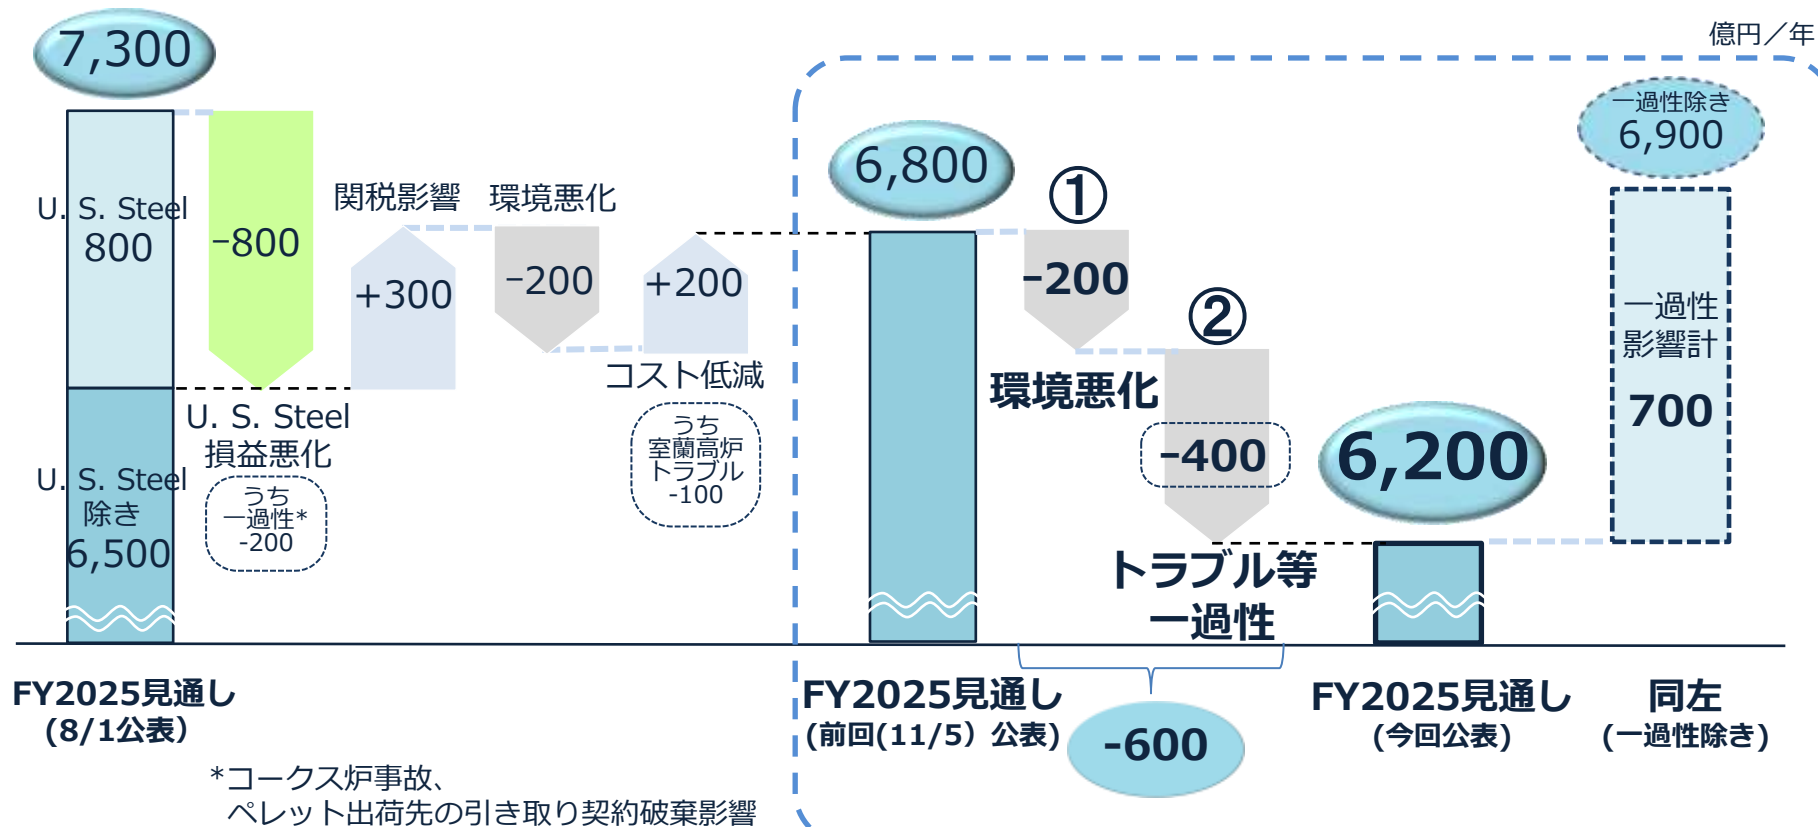 億円／年
7,300
U. S. Steel
800
U. S. Steel
除き
6,500
-800
U. S. Steel
損益悪化
うち
一過性*
-200
関税影響
+300
環境悪化
-200
+200
コスト低減
うち
室蘭高炉
トラブル
-100
6,800
①
-200
環境悪化
②
-400
トラブル等
一過性
6,200
一過性除き
6,900
一過性
影響計
700
FY2025見通し
(8/1公表）
FY2025見通し
(前回(11/5）公表)
-600
FY2025見通し
(今回公表)
同左
(一過性除き)
*コークス炉事故、
ペレット出荷先の引き取り契約破棄影響